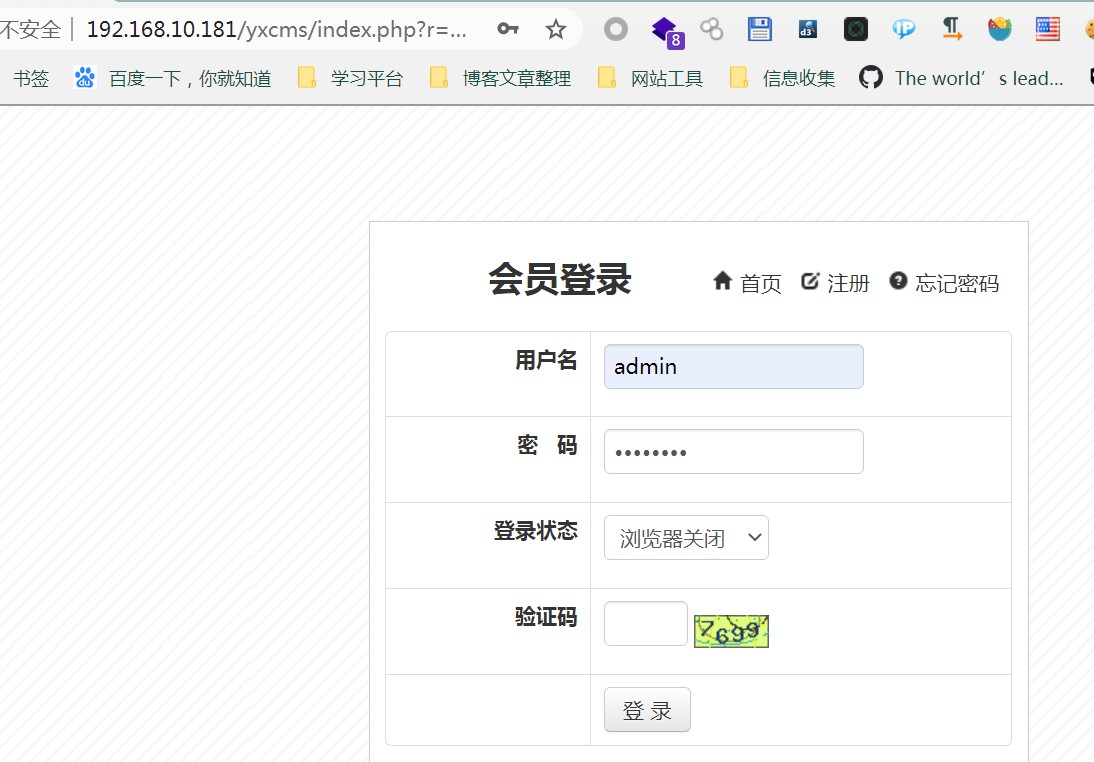 不安全 192.168.10.181/yxcms/index.php?r=...
8 d3 IP
书签 百度一下，你就知道 学习平台 博客文章整理 网站工具 信息收集 The world’s lead...
会员登录 首页 注册 忘记密码
用户名 admin
密 码 ••••••••
登录状态 浏览器关闭
验证码 7699
登 录